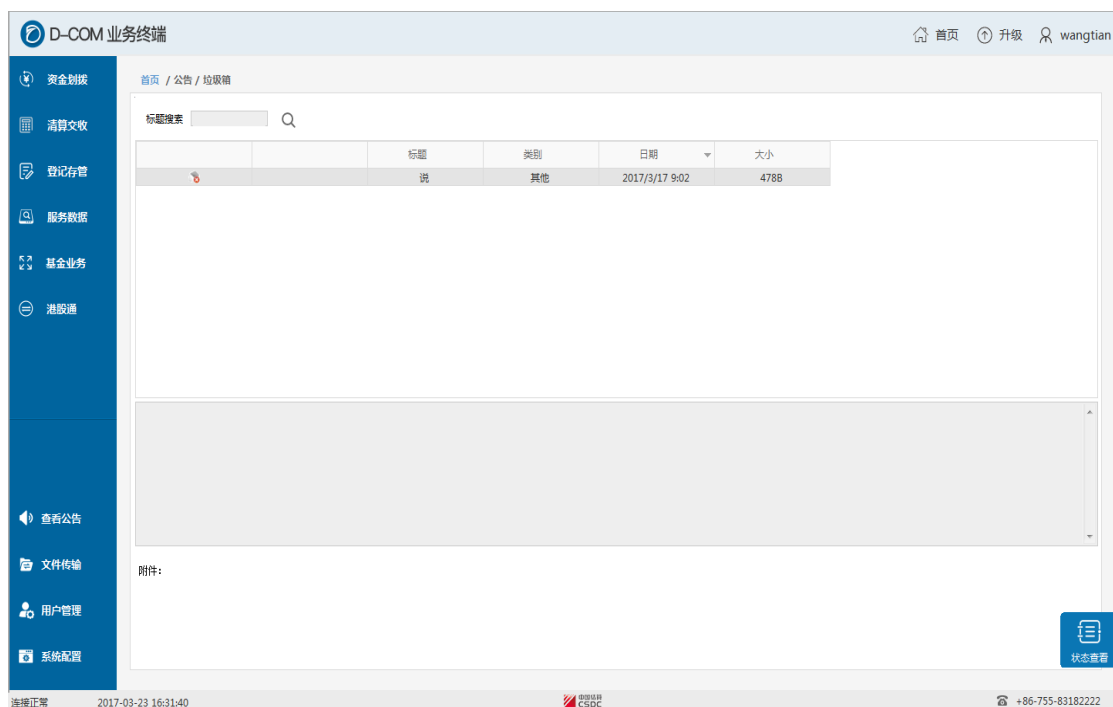 D-COM 业务终端 首页 升级 wangtian
资金划拨
清算交收
登记存管
服务数据
基金业务
港股通
查看公告
文件传输
用户管理
系统配置
首页 / 公告 / 垃圾箱
标题搜索
标题 类别 日期 大小
说 其他 2017/3/17 9:02 478B
附件：
状态查看
连接正常 2017-03-23 16:31:40 中国结算 CSDC +86-755-83182222